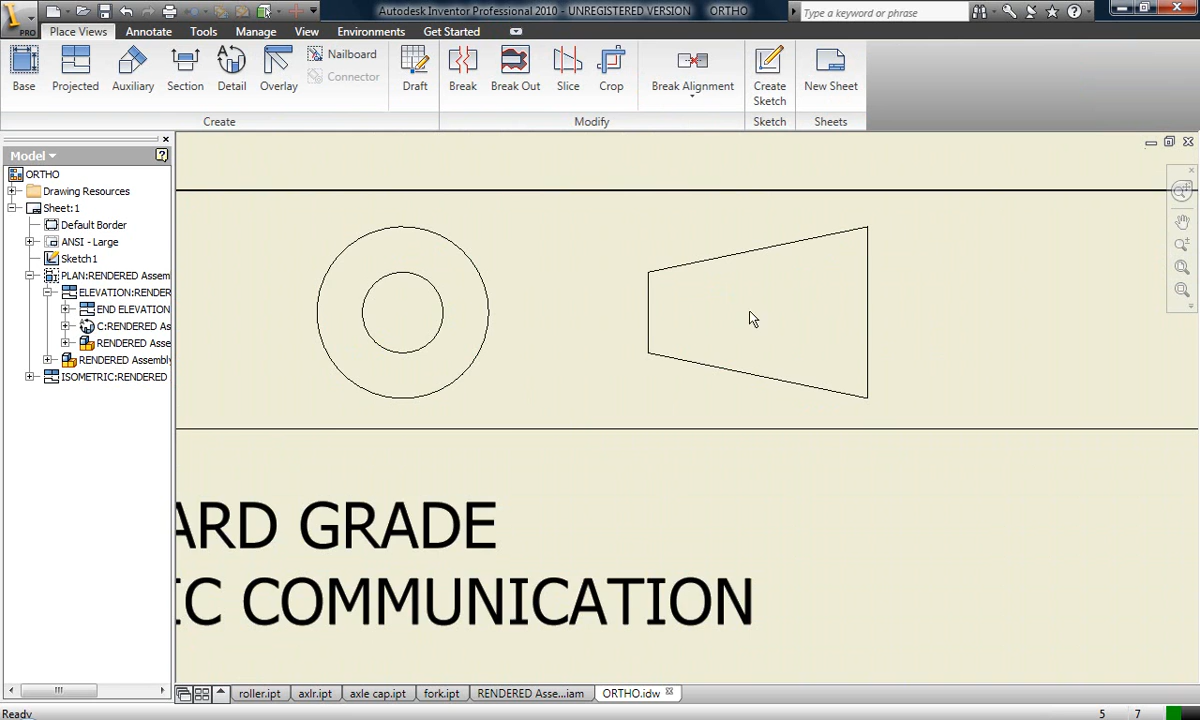 Autodesk Inventor Professional 2010 - UNREGISTERED VERSION ORTHO
Type a keyword or phrase
PRO
Place Views Annotate Tools Manage View Environments Get Started
Base Projected Auxiliary Section Detail Overlay Nailboard Connector Draft Break Break Out Slice Crop Break Alignment Create Sketch New Sheet
Create Modify Sketch Sheets
Model
ORTHO
Drawing Resources
Sheet:1
Default Border
ANSI - Large
Sketch1
PLAN:RENDERED Assem
ELEVATION:RENDER
END ELEVATION
C:RENDERED As
RENDERED Asse
RENDERED Assembly
ISOMETRIC:RENDERED
ARD GRADE
IC COMMUNICATION
roller.ipt axlr.ipt axle cap.ipt fork.ipt RENDERED Asse...iam ORTHO.idw
Ready 5 7